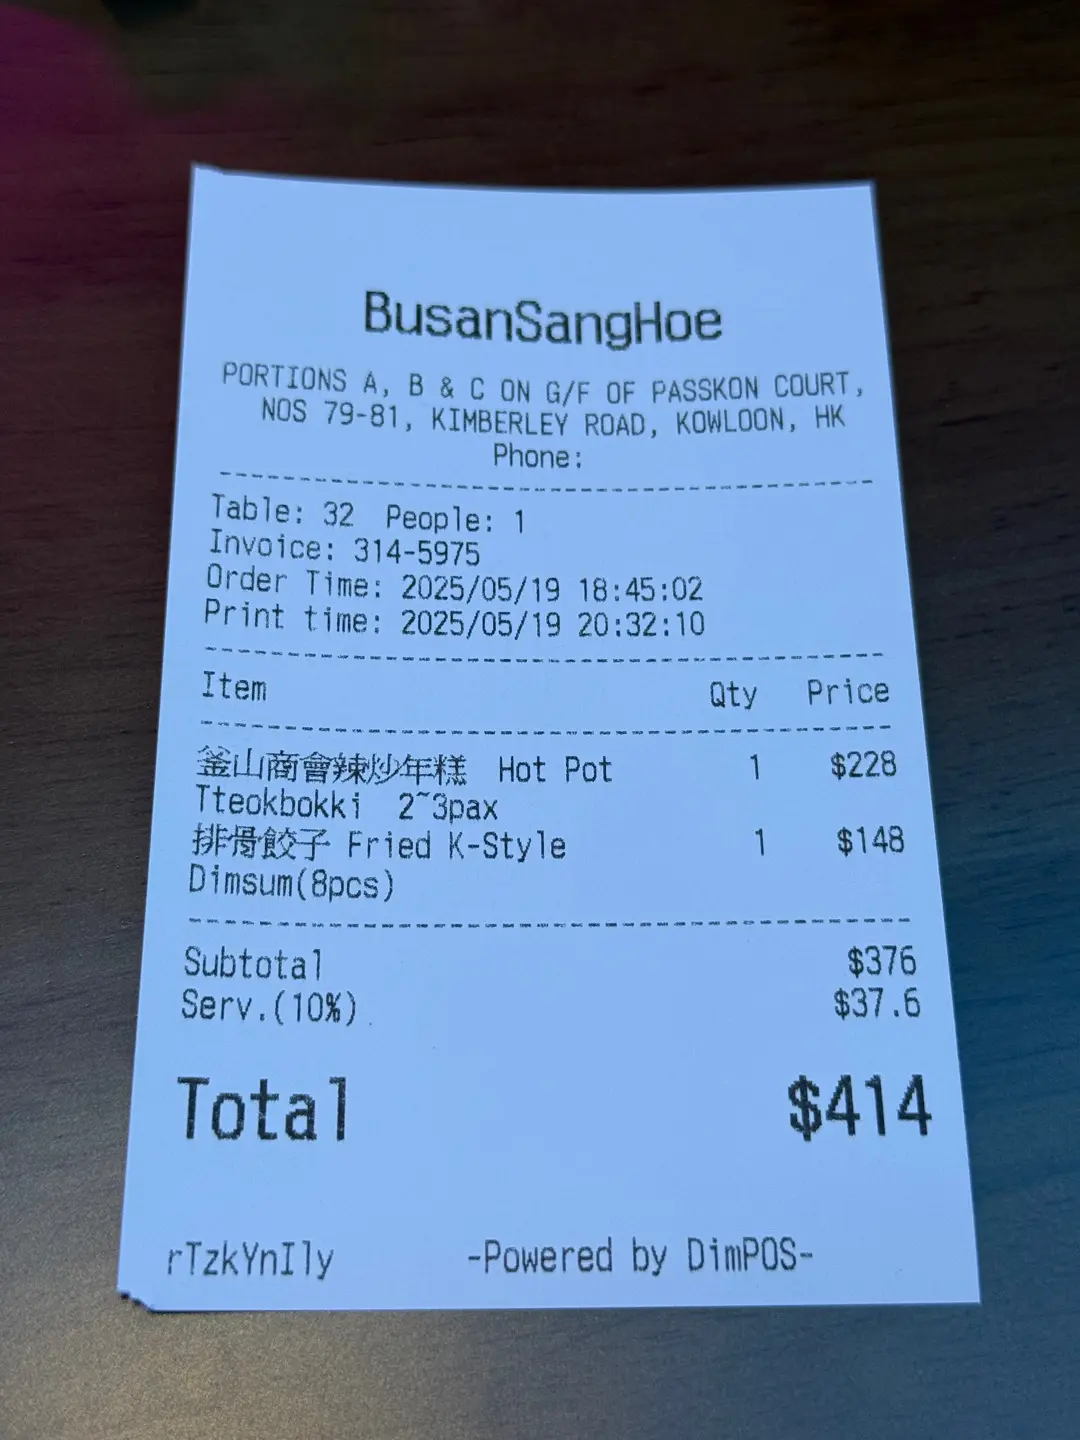 BusanSangHoe
PORTIONS A, B & C ON G/F OF PASSKON COURT,
NOS 79-81, KIMBERLEY ROAD, KOWLOON, HK
Phone:
Table: 32 People: 1
Invoice: 314-5975
Order Time: 2025/05/19 18:45:02
Print time: 2025/05/19 20:32:10
Item Qty Price
釜山商會辣炒年糕 Hot Pot 1 $228
Tteokbokki 2~3pax
排骨餃子 Fried K-Style 1 $148
Dimsum(8pcs)
Subtotal $376
Serv.(10%) $37.6
Total $414
rTzkYnIly -Powered by DimPOS-